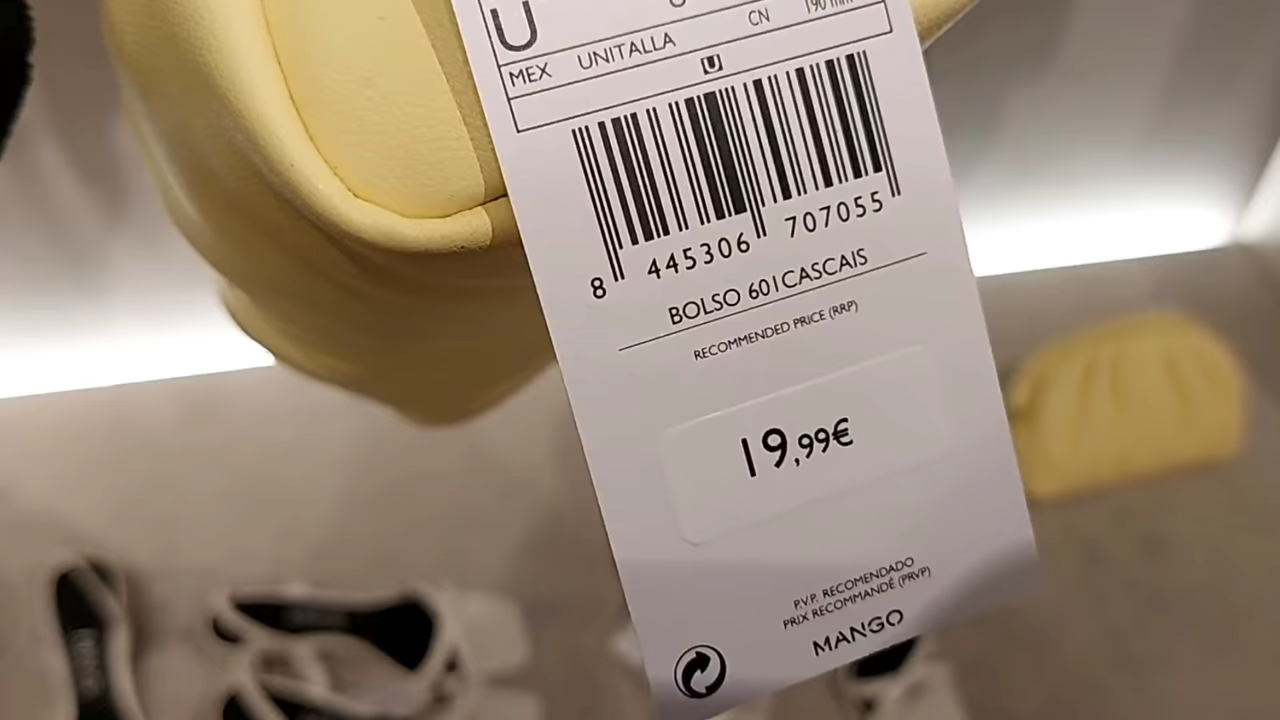 U
CN 190 mm
MEX UNITALLA
U
8 445306 707055
BOLSO 601CASCAIS
RECOMMENDED PRICE (RRP)
19,99€
P.V.P. RECOMENDADO
PRIX RECOMMANDÉ (PRVP)
MANGO